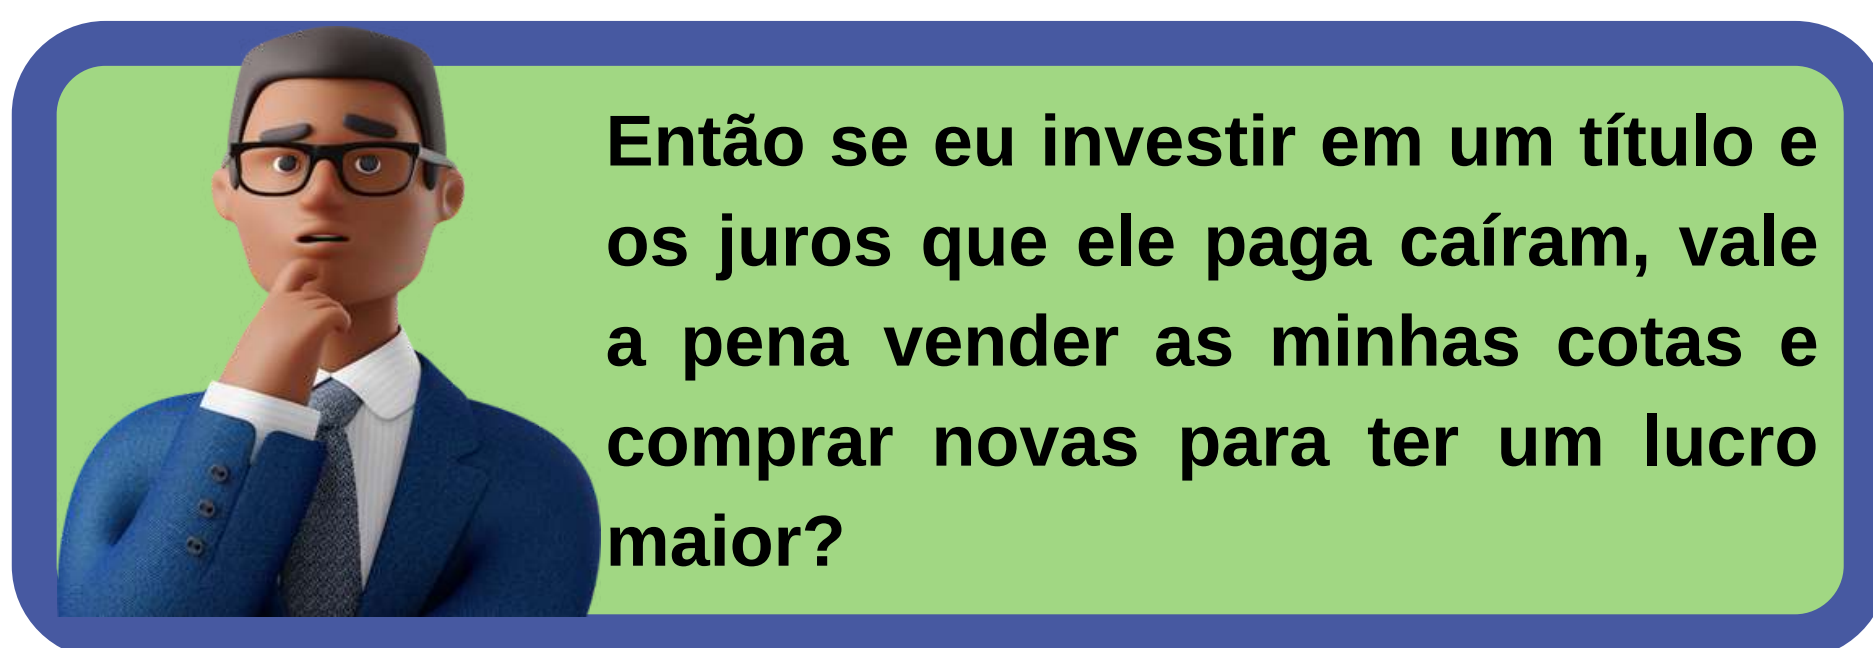 Então se eu investir em um título e
os juros que ele paga caíram, vale
a pena vender as minhas cotas e
comprar novas para ter um lucro
maior?